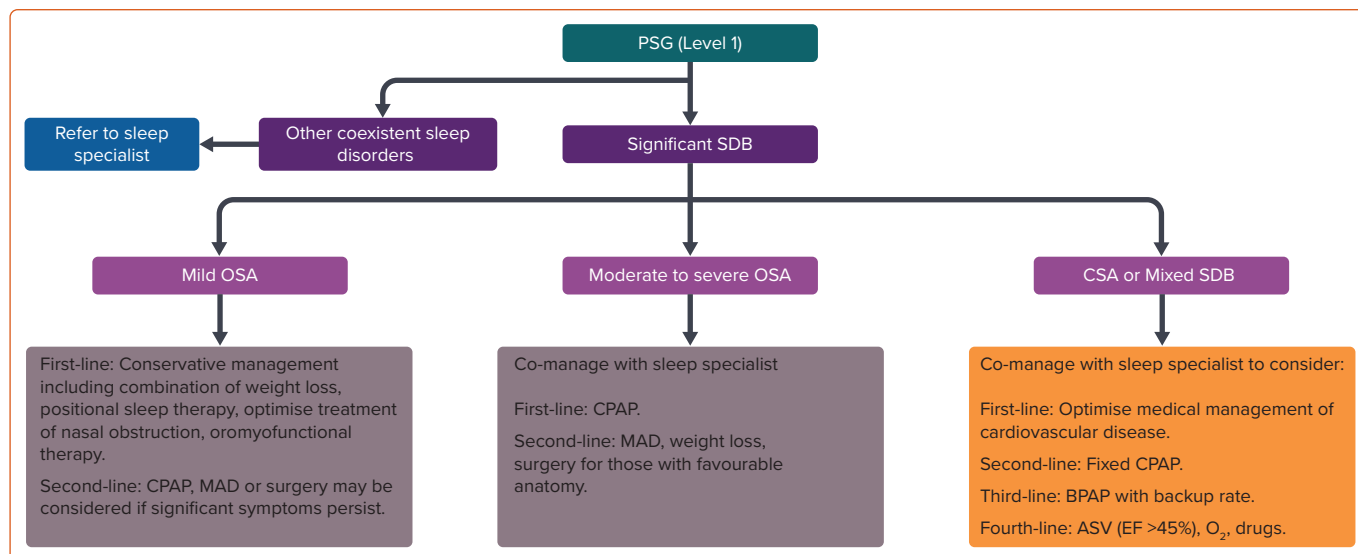 PSG (Level 1)
Refer to sleep
specialist
Other coexistent sleep
disorders
Significant SDB
Mild OSA
Moderate to severe OSA
CSA or Mixed SDB
First-line: Conservative management
including combination of weight loss,
positional sleep therapy, optimise treatment
of nasal obstruction, oromyofunctional
therapy.
Second-line: CPAP, MAD or surgery may be
considered if significant symptoms persist.
Co-manage with sleep specialist
First-line: CPAP.
Second-line: MAD, weight loss,
surgery for those with favourable
anatomy.
Co-manage with sleep specialist to consider:
First-line: Optimise medical management of
cardiovascular disease.
Second-line: Fixed CPAP.
Third-line: BPAP with backup rate.
Fourth-line: ASV (EF >45%), O₂, drugs.